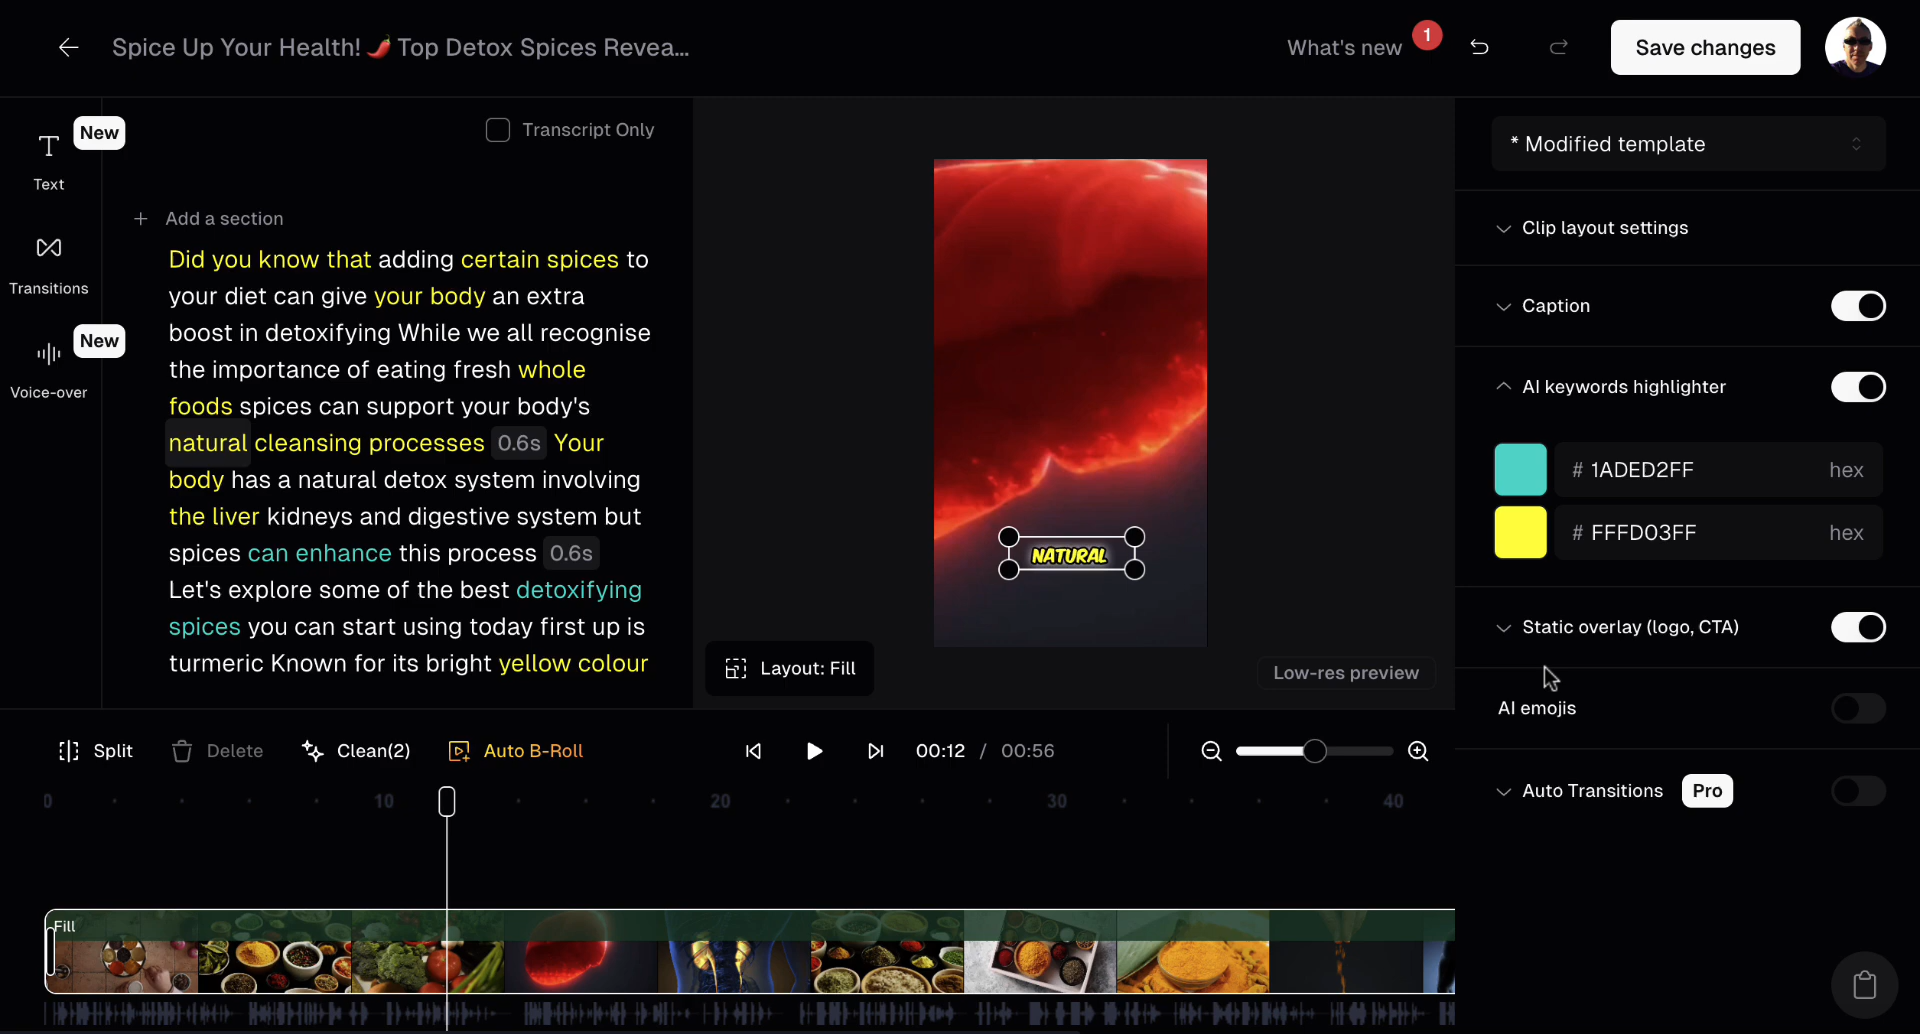 Spice Up Your Health! 🌶️ Top Detox Spices Revea...
What's new
1
Save changes
New
Text
Transitions
New
Voice-over
Transcript Only
+ Add a section
Did you know that adding certain spices to
your diet can give your body an extra
boost in detoxifying While we all recognise
the importance of eating fresh whole
foods spices can support your body's
natural cleansing processes 0.6s Your
body has a natural detox system involving
the liver kidneys and digestive system but
spices can enhance this process 0.6s
Let's explore some of the best detoxifying
spices you can start using today first up is
turmeric Known for its bright yellow colour
NATURAL
Layout: Fill
Low-res preview
* Modified template
Clip layout settings
Caption
AI keywords highlighter
# 1ADED2FF hex
# FFFD03FF hex
Static overlay (logo, CTA)
AI emojis
Auto Transitions Pro
Split
Delete
Clean(2)
Auto B-Roll
00:12 / 00:56
0 10 20 30 40
Fill